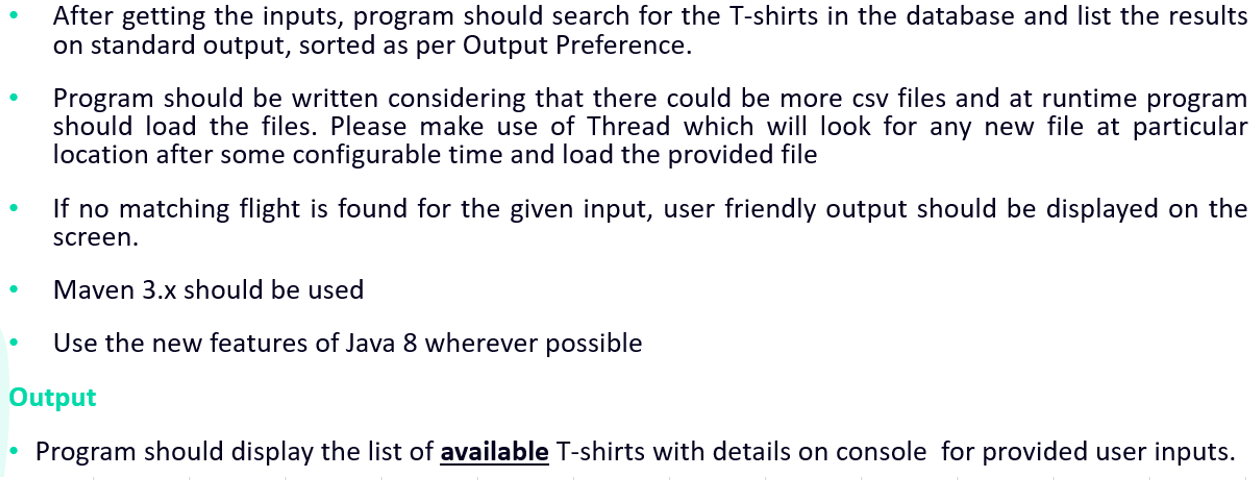 • After getting the inputs, program should search for the T-shirts in the database and list the results
on standard output, sorted as per Output Preference.
• Program should be written considering that there could be more csv files and at runtime program
should load the files. Please make use of Thread which will look for any new file at particular
location after some configurable time and load the provided file
• If no matching flight is found for the given input, user friendly output should be displayed on the
screen.
• Maven 3.x should be used
• Use the new features of Java 8 wherever possible
Output
• Program should display the list of available T-shirts with details on console for provided user inputs.